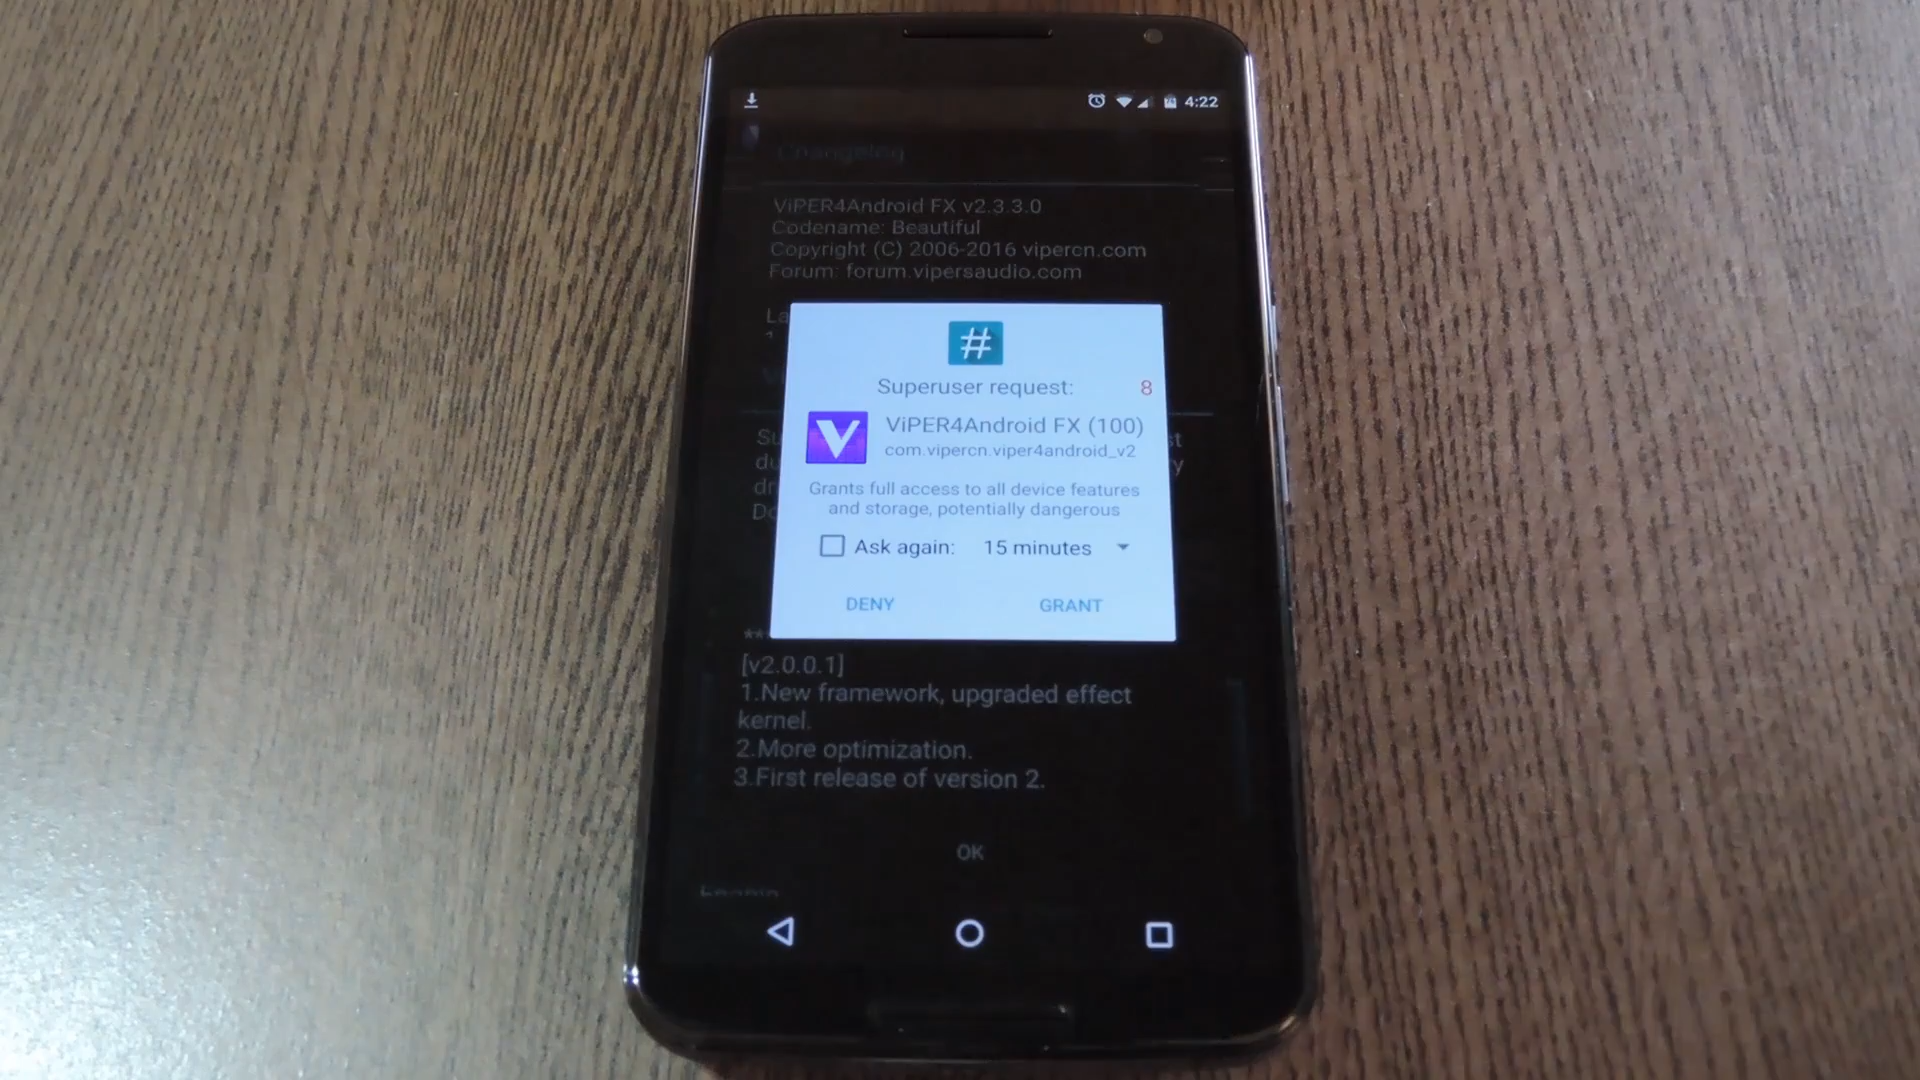 4:22
Changelog
ViPER4Android FX v2.3.3.0
Codename: Beautiful
Copyright (C) 2006-2016 vipercn.com
Forum: forum.vipersaudio.com
La
#
Superuser request: 8
V
ViPER4Android FX (100)
com.vipercn.viper4android_v2
Grants full access to all device features
and storage, potentially dangerous
Ask again: 15 minutes
DENY GRANT
**
[v2.0.0.1]
1.New framework, upgraded effect
kernel.
2.More optimization.
3.First release of version 2.
OK